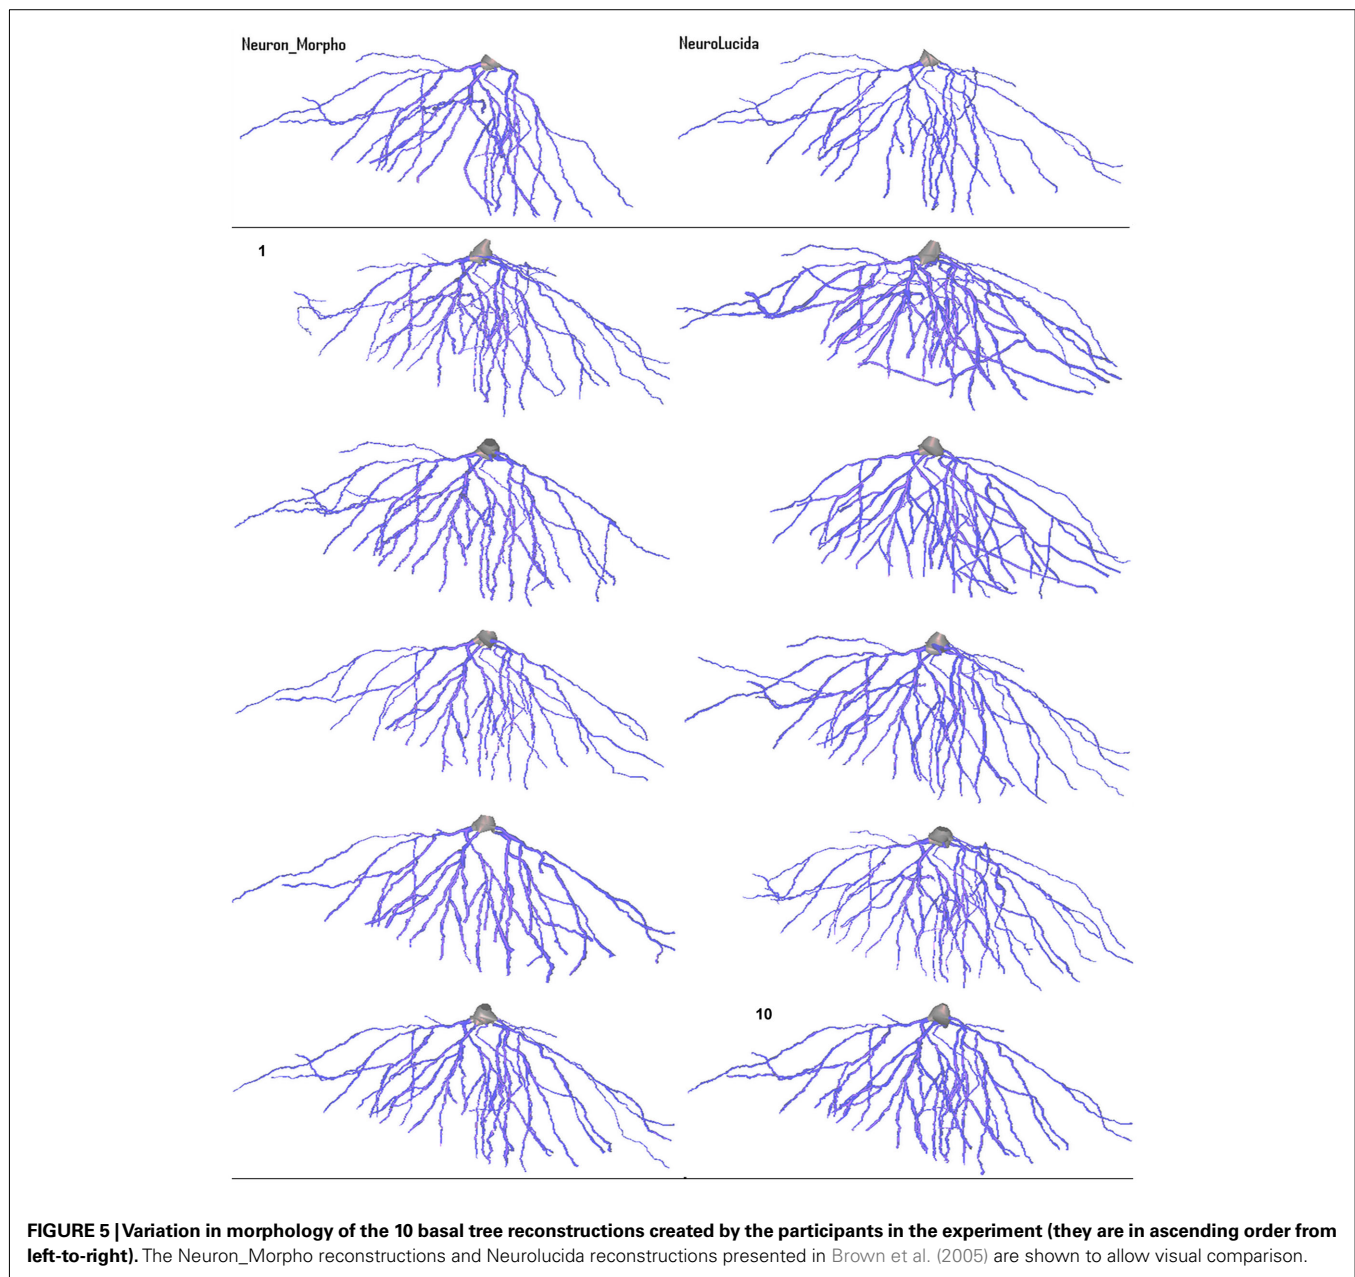 Neuron_Morpho
NeuroLucida
1
10
FIGURE 5 | Variation in morphology of the 10 basal tree reconstructions created by the participants in the experiment (they are in ascending order from
left-to-right). The Neuron_Morpho reconstructions and Neurolucida reconstructions presented in Brown et al. (2005) are shown to allow visual comparison.